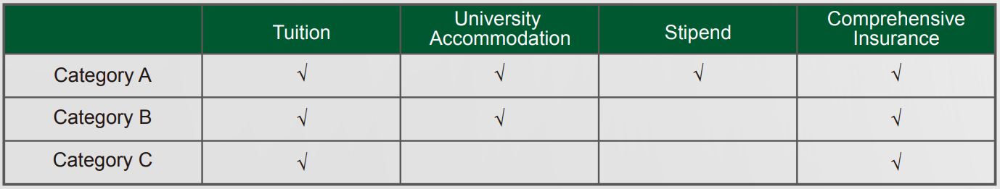 Tuition
University
Accommodation
Stipend
Comprehensive
Insurance
Category A √ √ √ √
Category B √ √ √
Category C √ √